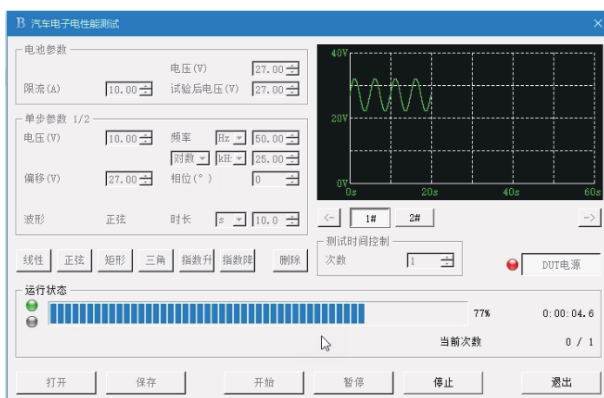 B 汽车电子电性能测试 ×
电池参数
电压(V) 27.00
限流(A) 10.00 试验后电压(V) 27.00
单步参数 1/2
电压(V) 10.00 频率 Hz 50.00
对数 kH: 25.00
偏移(V) 27.00 相位(°) 0
波形 正弦 时长 s 10.0
线性 正弦 矩形 三角 指数升 指数降 删除
40V
20V
0V
0s 20s 40s 60s
<- 1# 2# ->
测试时间控制
次数 1
DUT电源
运行状态
77% 0:00:04.6
当前次数 0 / 1
打开 保存 开始 暂停 停止 退出